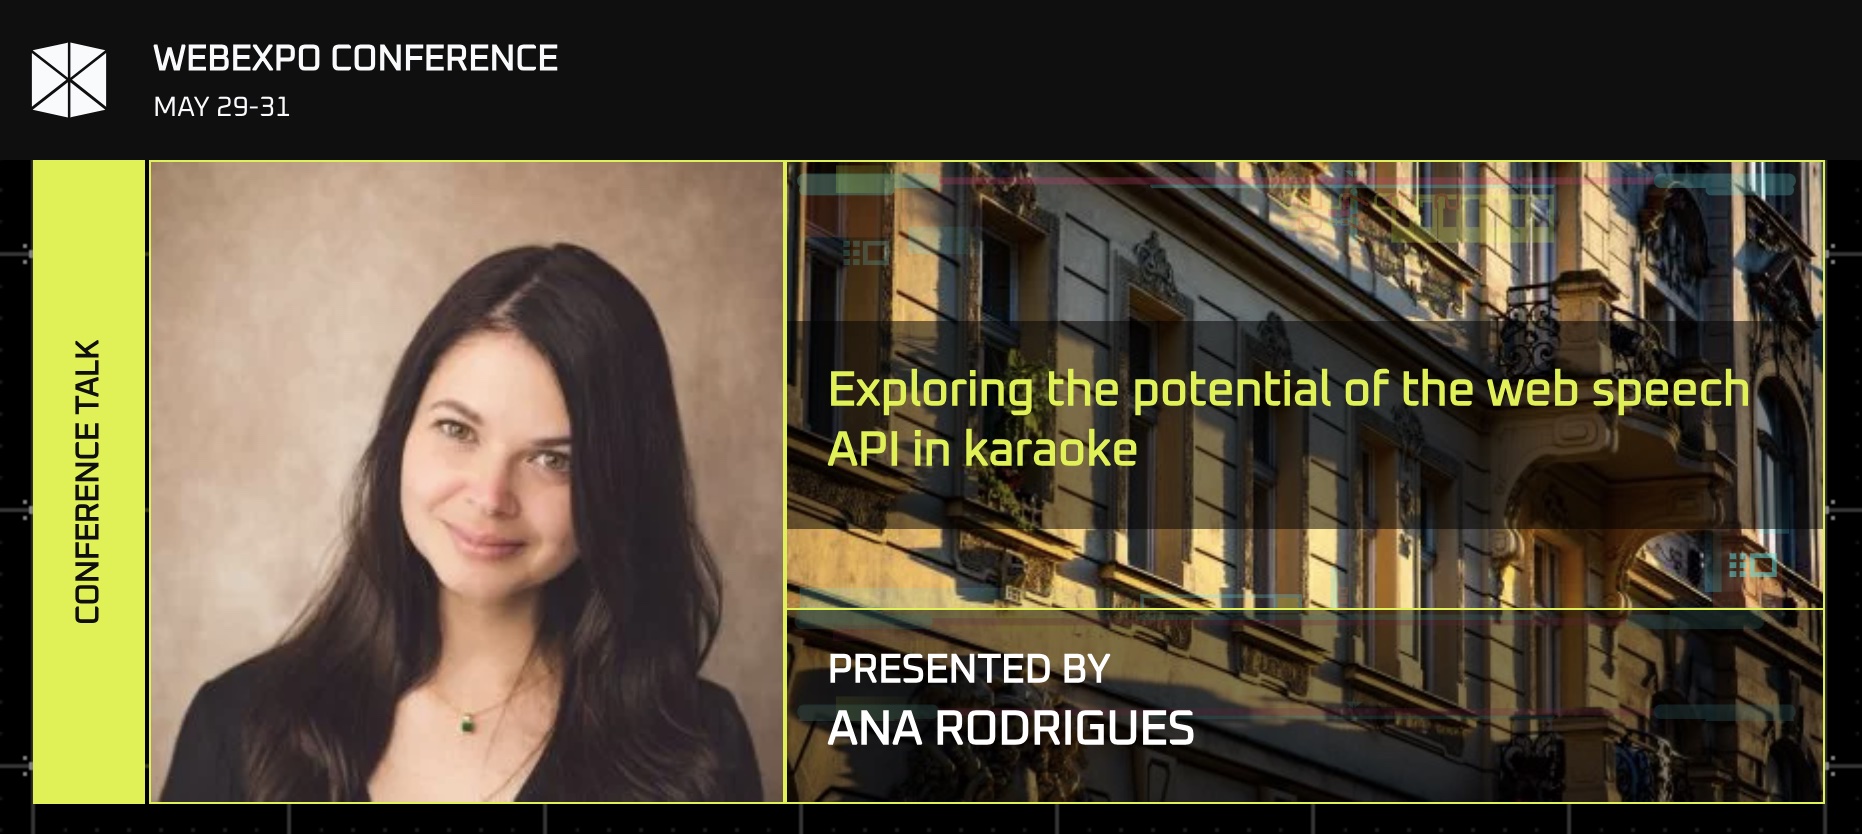 WEBEXPO CONFERENCE
MAY 29-31
CONFERENCE TALK
Exploring the potential of the web speech
API in karaoke
PRESENTED BY
ANA RODRIGUES